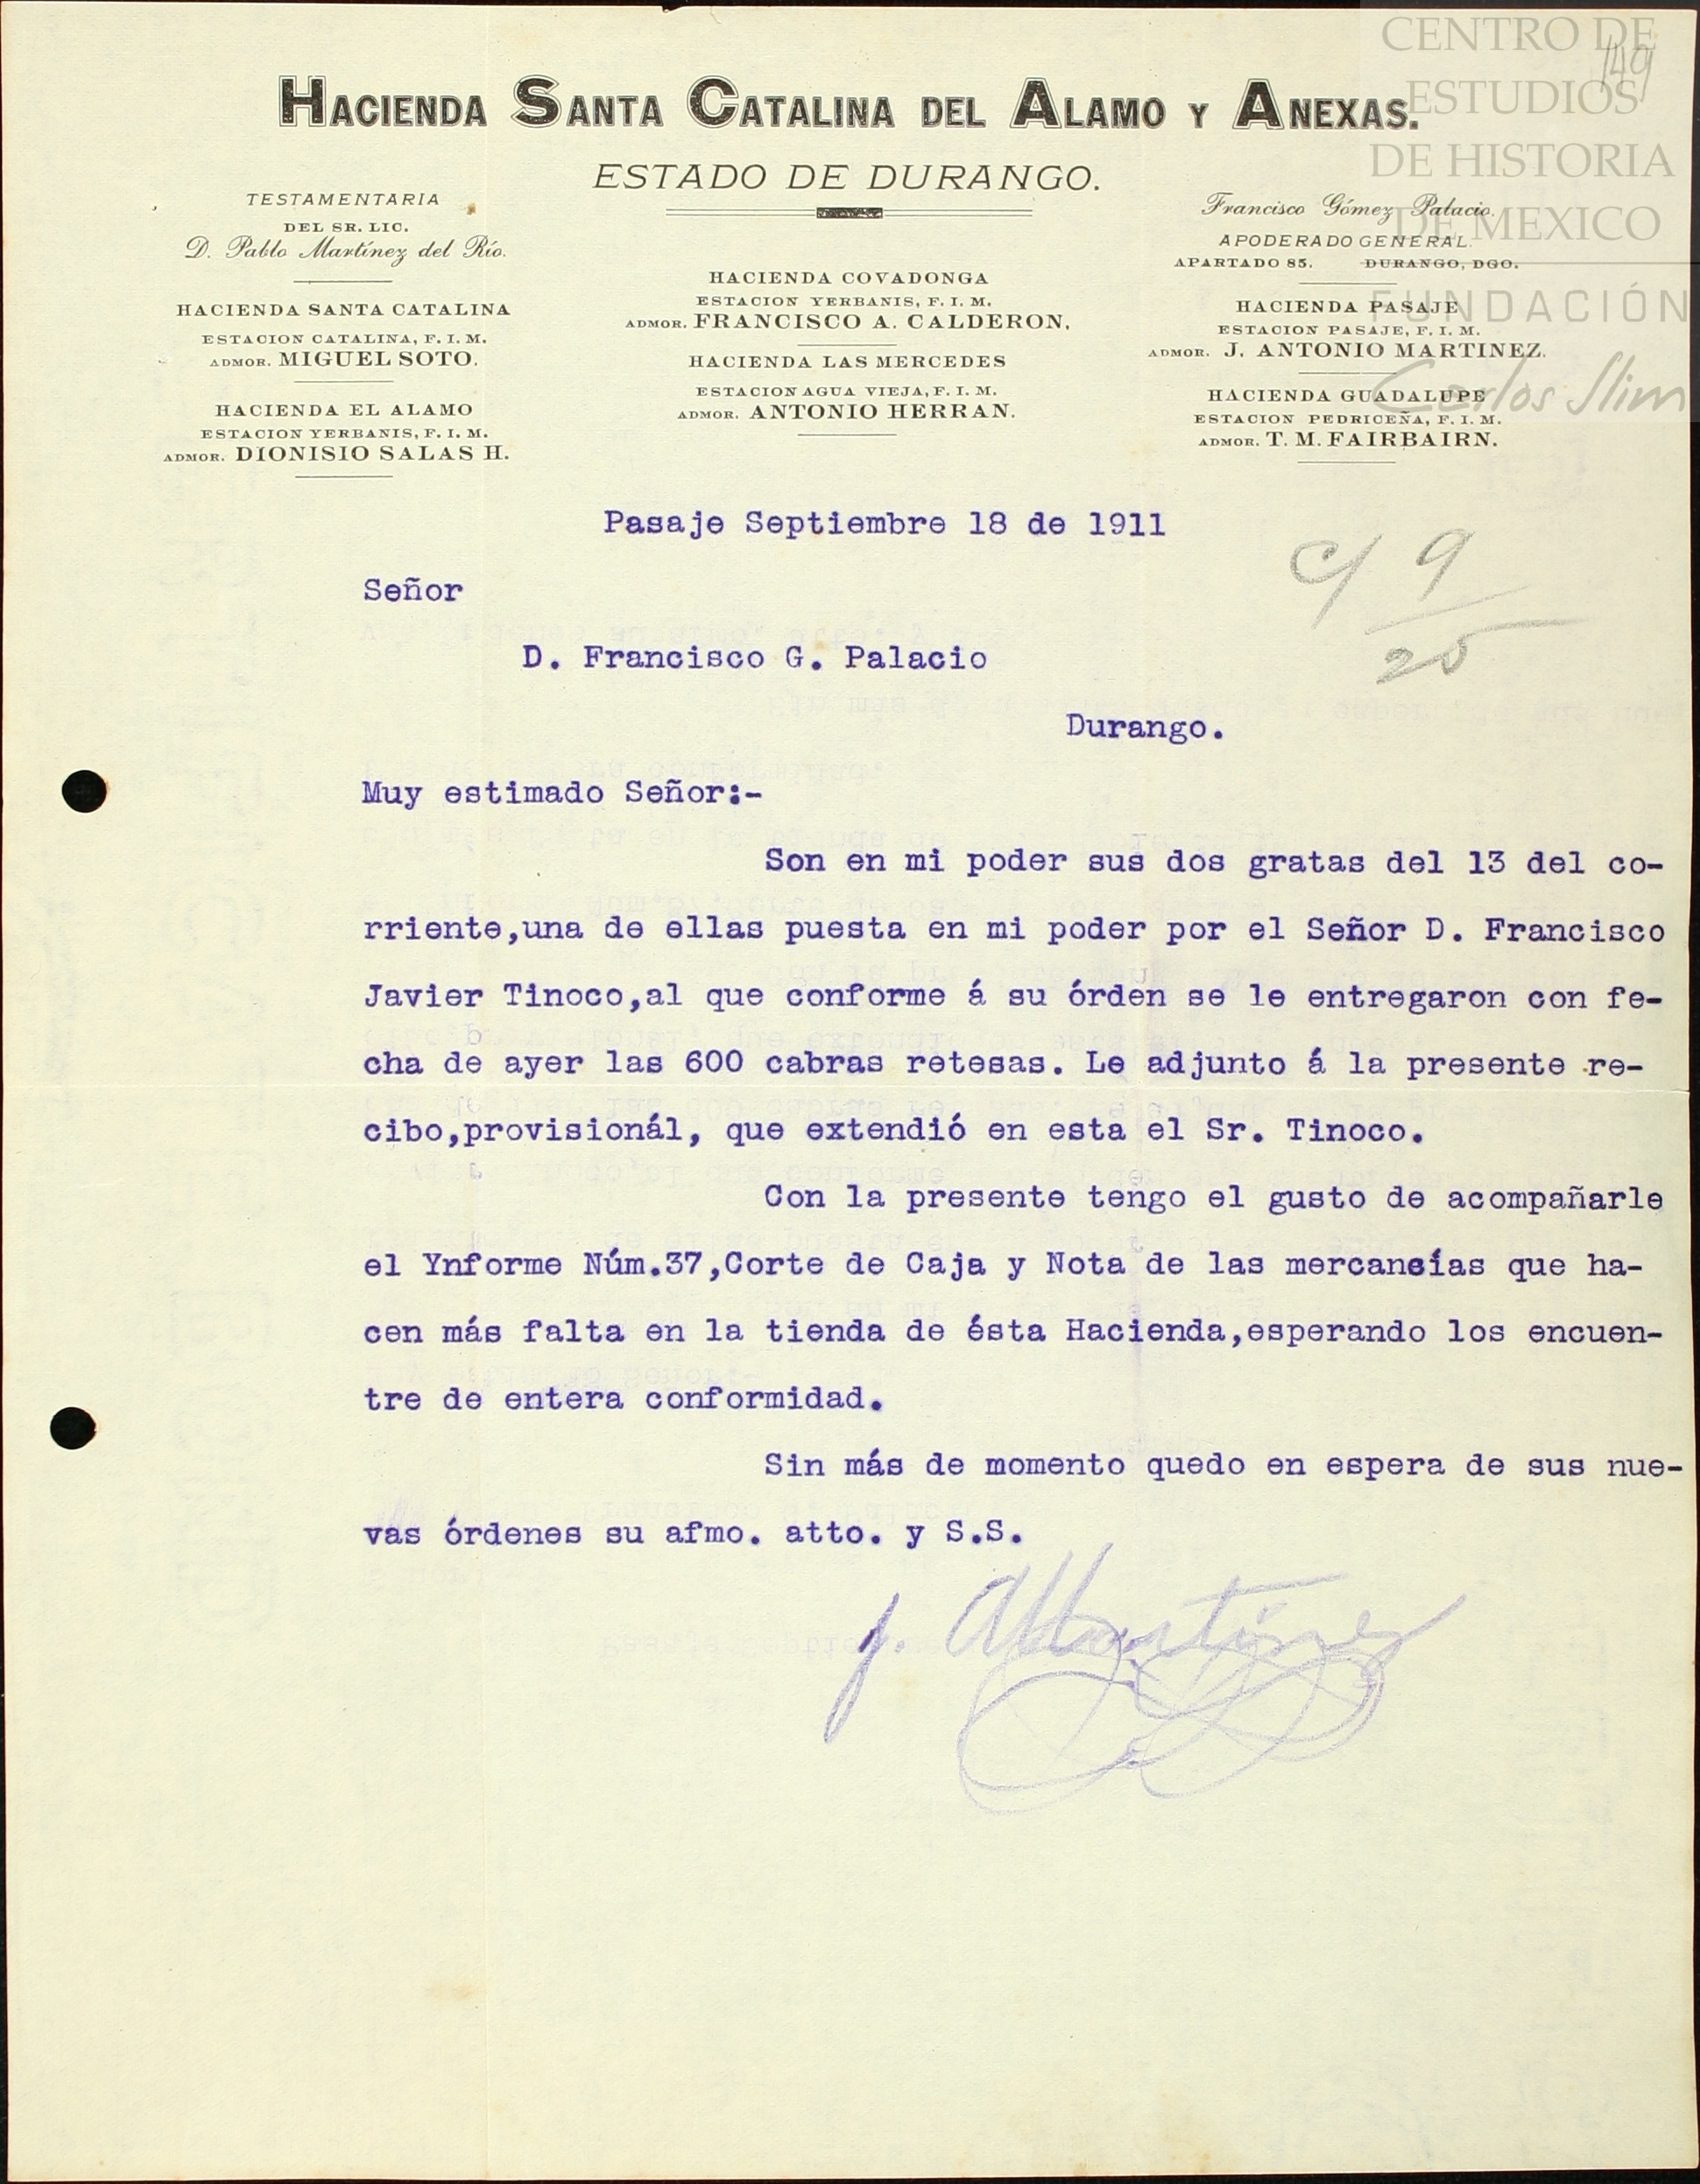 CENTRO DE
ESTUDIOS
DE HISTORIA
DE MEXICO
FUNDACIÓN
Carlos Slim
149
HACIENDA SANTA CATALINA DEL ALAMO Y ANEXAS.
ESTADO DE DURANGO.
TESTAMENTARIA
DEL SR. LIC.
D. Pablo Martínez del Río.
HACIENDA SANTA CATALINA
ESTACION CATALINA, F. I. M.
ADMOR. MIGUEL SOTO.
HACIENDA EL ALAMO
ESTACION YERBANIS, F. I. M.
ADMOR. DIONISIO SALAS H.
HACIENDA COVADONGA
ESTACION YERBANIS, F. I. M.
ADMOR. FRANCISCO A. CALDERON.
HACIENDA LAS MERCEDES
ESTACION AGUA VIEJA, F. I. M.
ADMOR. ANTONIO HERRAN.
Francisco Gómez Palacio.
APODERADO GENERAL.
APARTADO 85. DURANGO, DGO.
HACIENDA PASAJE
ESTACION PASAJE, F. I. M.
ADMOR. J. ANTONIO MARTINEZ.
HACIENDA GUADALUPE
ESTACION PEDRICEÑA, F. I. M.
ADMOR. T. M. FAIRBAIRN.
Pasaje Septiembre 18 de 1911
c/ 9
25
Señor
D. Francisco G. Palacio
Durango.
Muy estimado Señor:-
Son en mi poder sus dos gratas del 13 del co-
rriente,una de ellas puesta en mi poder por el Señor D. Francisco
Javier Tinoco,al que conforme á su órden se le entregaron con fe-
cha de ayer las 600 cabras retesas. Le adjunto á la presente re-
cibo,provisionál, que extendió en esta el Sr. Tinoco.
Con la presente tengo el gusto de acompañarle
el Ynforme Núm.37,Corte de Caja y Nota de las mercancías que ha-
cen más falta en la tienda de ésta Hacienda,esperando los encuen-
tre de entera conformidad.
Sin más de momento quedo en espera de sus nue-
vas órdenes su afmo. atto. y S.S.
J. A Martínez